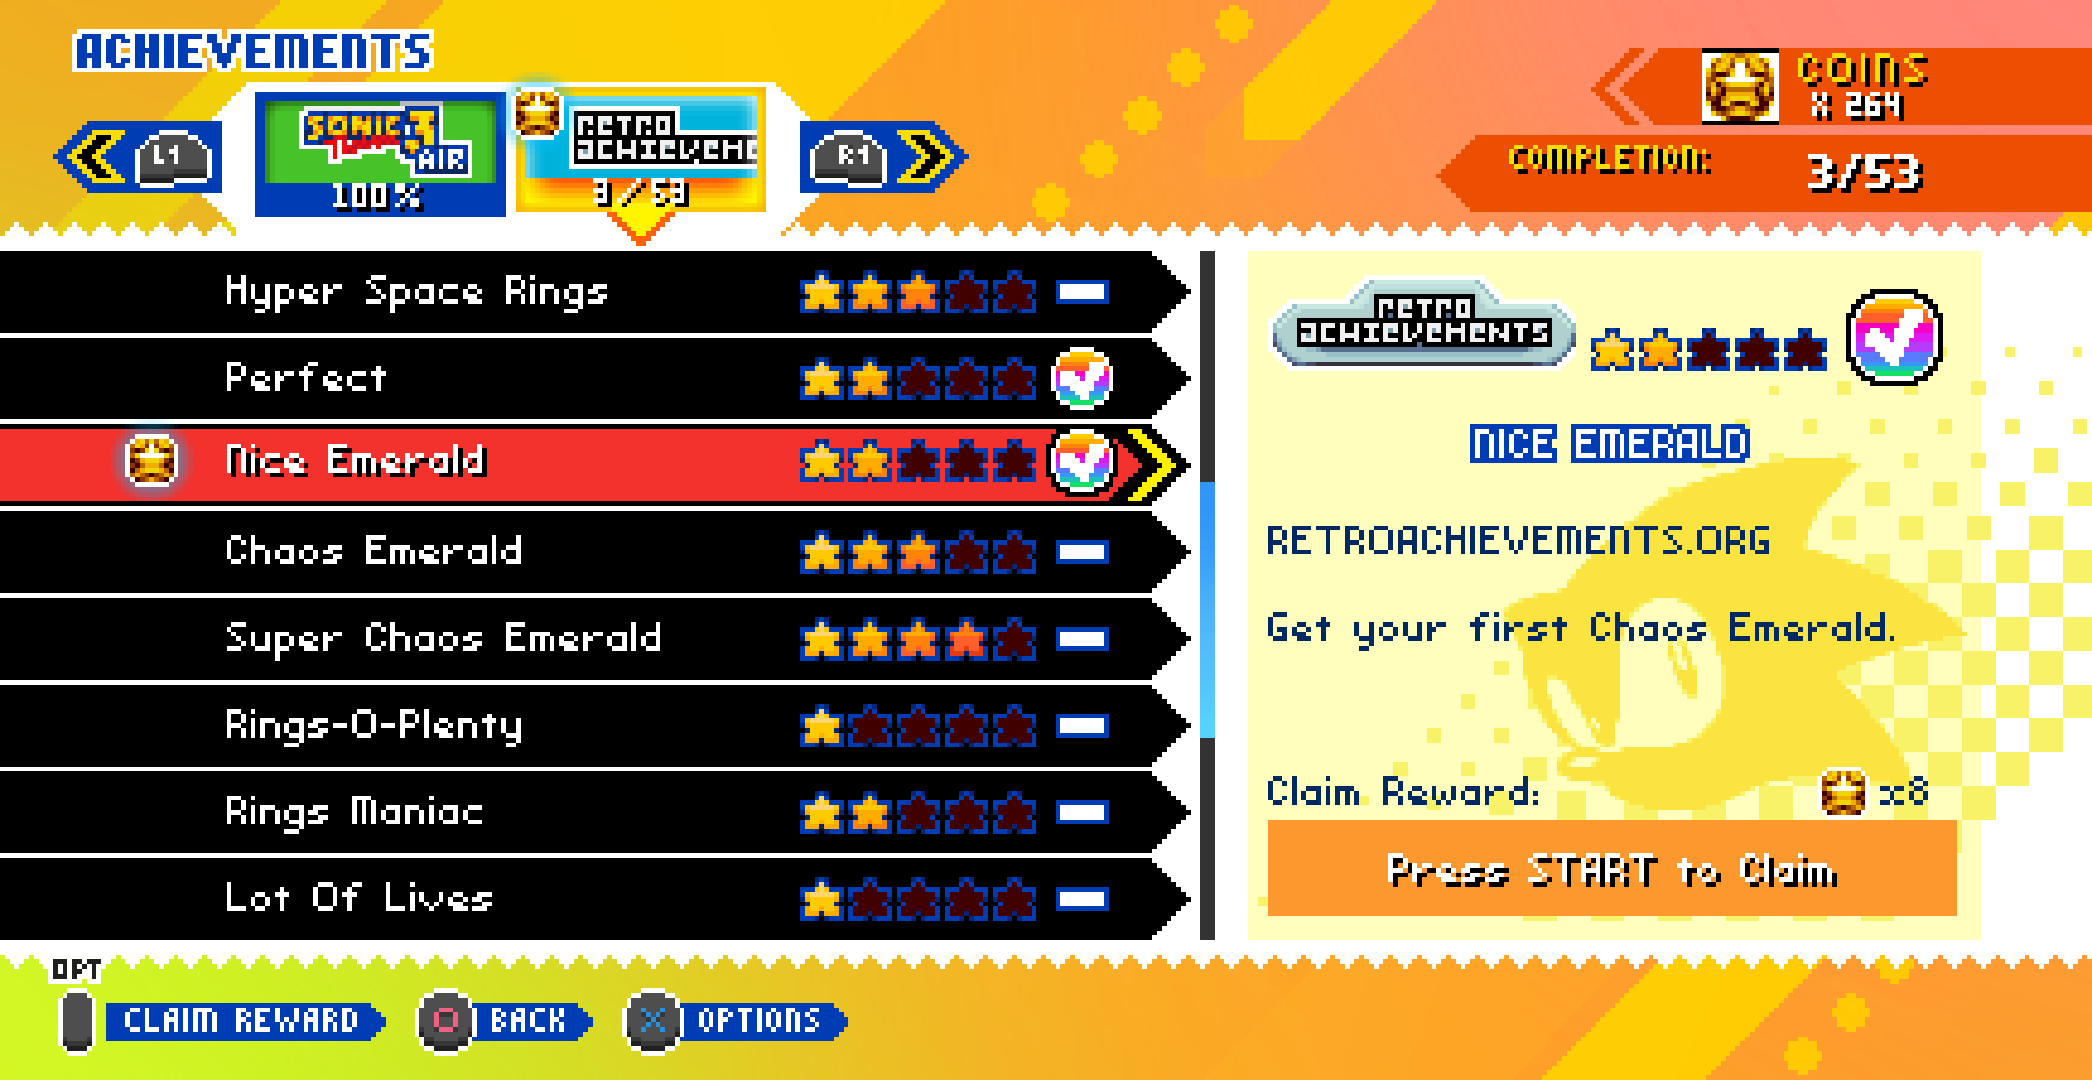 ACHIEVEMENTS
COINS
X 264
L1
SONIC 3
AIR
100%
RETRO
ACHIEVEME
3/53
R1
COMPLETION:
3/53
Hyper Space Rings
Perfect
Nice Emerald
Chaos Emerald
Super Chaos Emerald
Rings-O-Plenty
Rings Maniac
Lot Of Lives
RETRO
ACHIEVEMENTS
NICE EMERALD
RETROACHIEVEMENTS.ORG
Get your first Chaos Emerald.
Claim Reward: x8
Press START to Claim
OPT
CLAIM REWARD
BACK
X OPTIONS